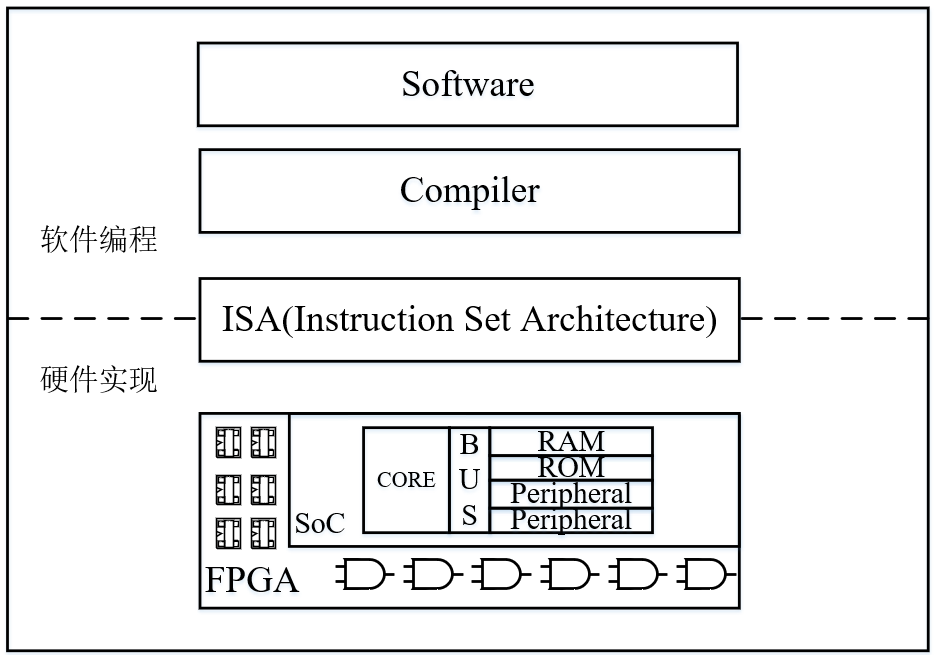 Software
Compiler
软件编程
ISA(Instruction Set Architecture)
硬件实现
CORE
BUS
RAM
ROM
Peripheral
Peripheral
SoC
FPGA